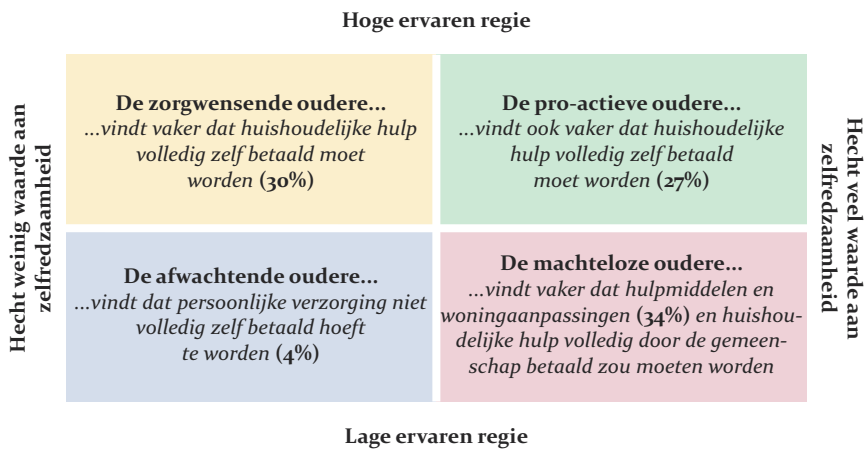 Hoge ervaren regie
Hecht weinig waarde aan
zelfredzaamheid
De zorgwensende oudere...
...vindt vaker dat huishoudelijke hulp
volledig zelf betaald moet
worden (30%)
De pro-actieve oudere...
...vindt ook vaker dat huishoudelijke
hulp volledig zelf betaald
moet worden (27%)
Hecht veel waarde aan
zelfredzaamheid
De afwachtende oudere...
...vindt dat persoonlijke verzorging niet
volledig zelf betaald hoeft
te worden (4%)
De machteloze oudere...
...vindt vaker dat hulpmiddelen en
woningaanpassingen (34%) en huishou-
delijke hulp volledig door de gemeen-
schap betaald zou moeten worden
Lage ervaren regie